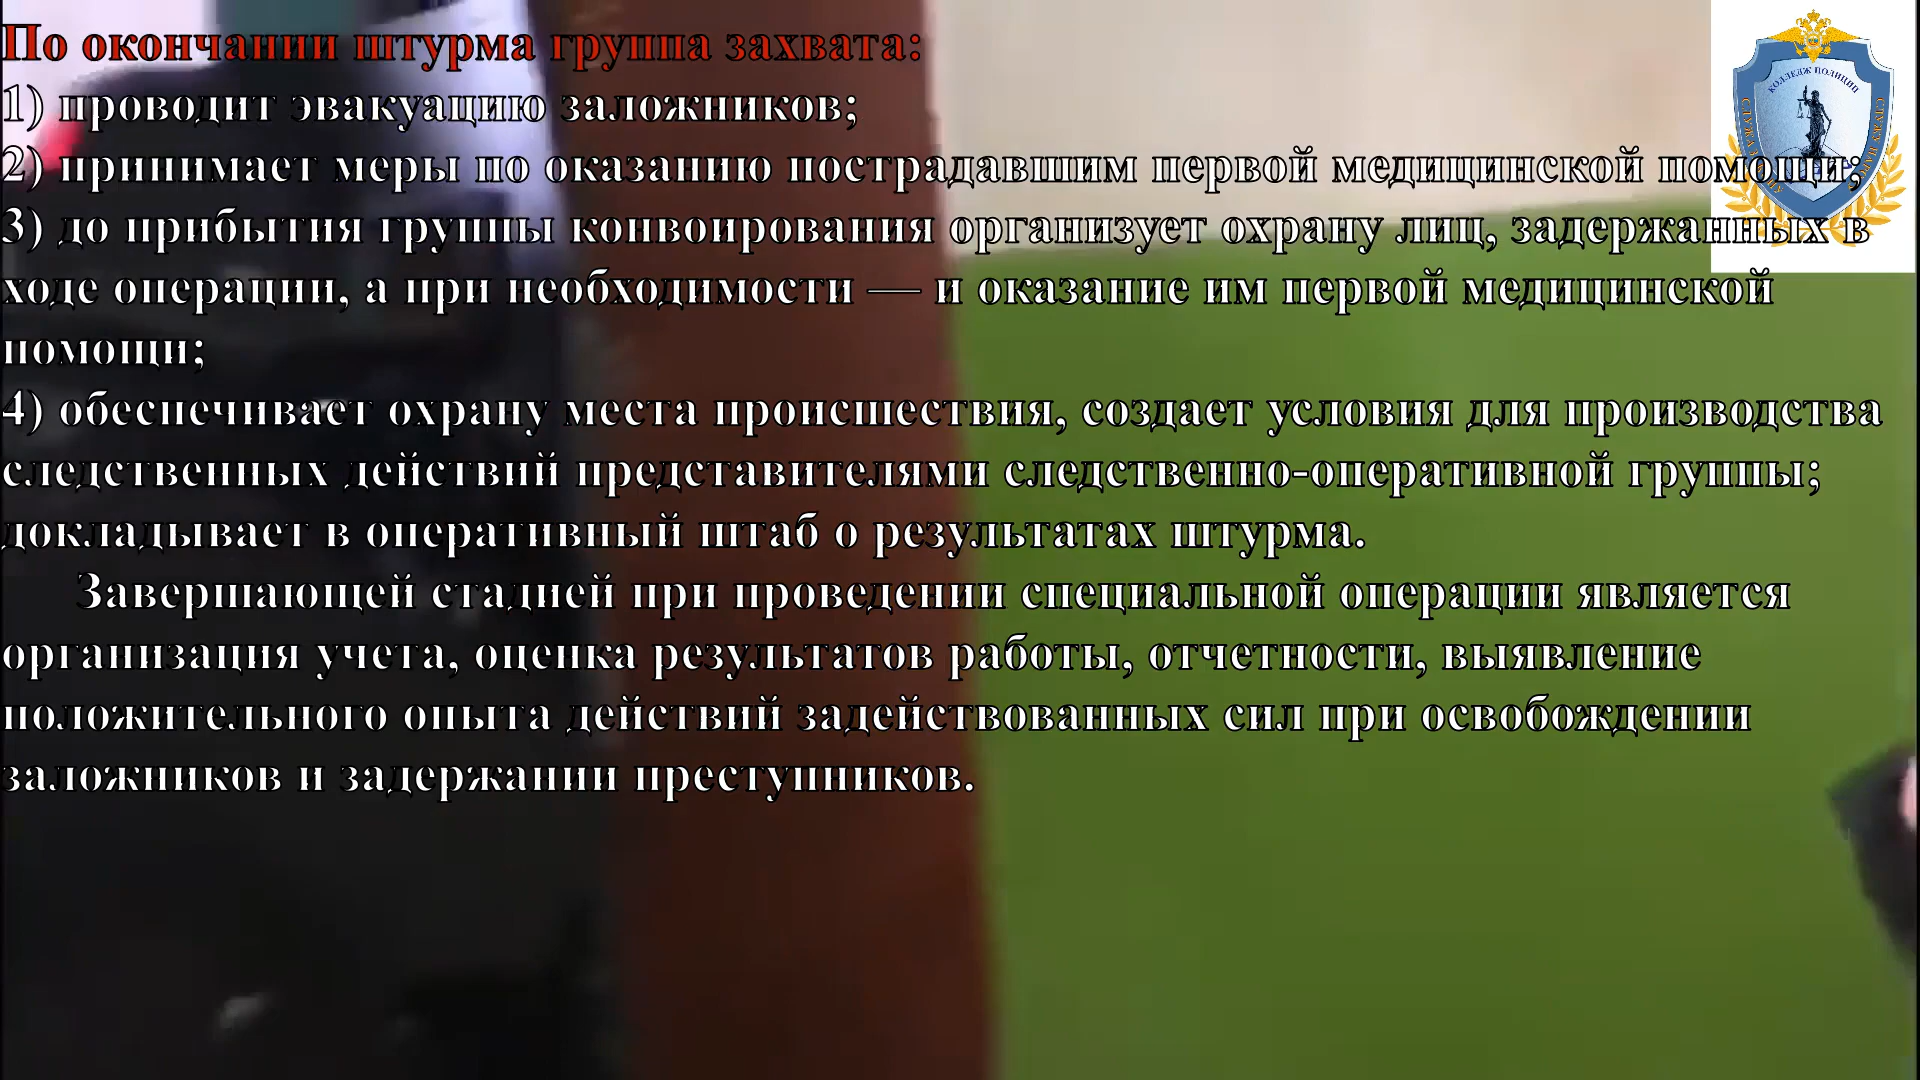 По окончании штурма группа захвата:
1) проводит эвакуацию заложников;
2) принимает меры по оказанию пострадавшим первой медицинской помощи;
3) до прибытия группы конвоирования организует охрану лиц, задержанных в
ходе операции, а при необходимости — и оказание им первой медицинской
помощи;
4) обеспечивает охрану места происшествия, создает условия для производства
следственных действий представителями следственно-оперативной группы;
докладывает в оперативный штаб о результатах штурма.
Завершающей стадией при проведении специальной операции является
организация учета, оценка результатов работы, отчетности, выявление
положительного опыта действий задействованных сил при освобождении
заложников и задержании преступников.
КОЛЛЕДЖ ПОЛИЦИИ